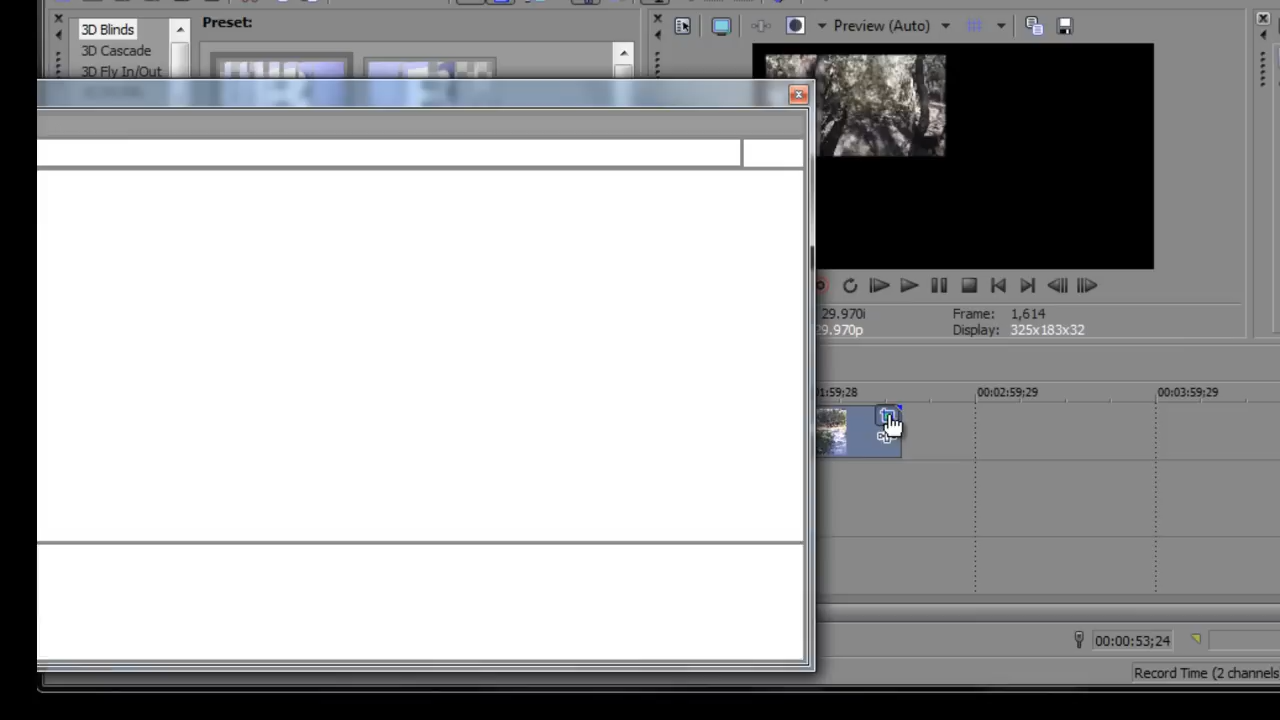 3D Blinds
3D Cascade
3D Fly In/Out
Preset:
Preview (Auto)
29.970i
Frame: 1,614
29.970p
Display: 325x183x32
01:59;28
00:02:59;29
00:03:59;29
00:00:53;24
Record Time (2 channels